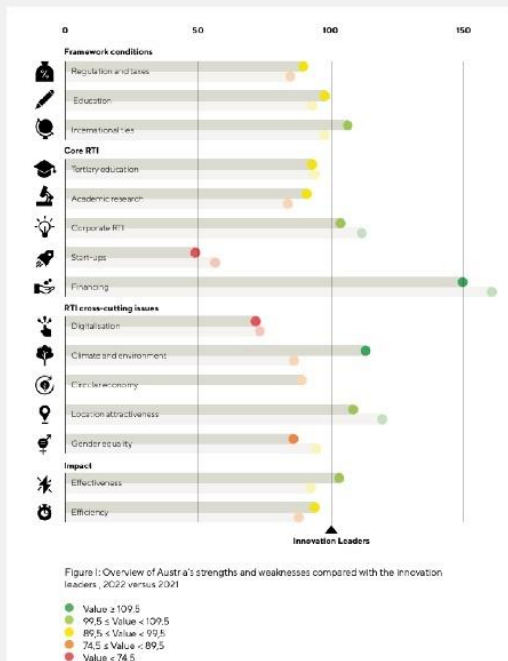 0 50 100 150
Framework conditions
Regulation and taxes
Education
International ties
Core RTI
Tertiary education
Academic research
Corporate RTI
Start-ups
Financing
RTI cross-cutting issues
Digitalisation
Climate and environment
Circular economy
Location attractiveness
Gender equality
Impact
Effectiveness
Efficiency
Innovation Leaders
Figure I: Overview of Austria's strengths and weaknesses compared with the innovation
leaders , 2022 versus 2021
Value ≥ 109,5
99,5 ≤ Value < 109,5
89,5 ≤ Value < 99,5
74,5 ≤ Value < 89,5
Value < 74,5